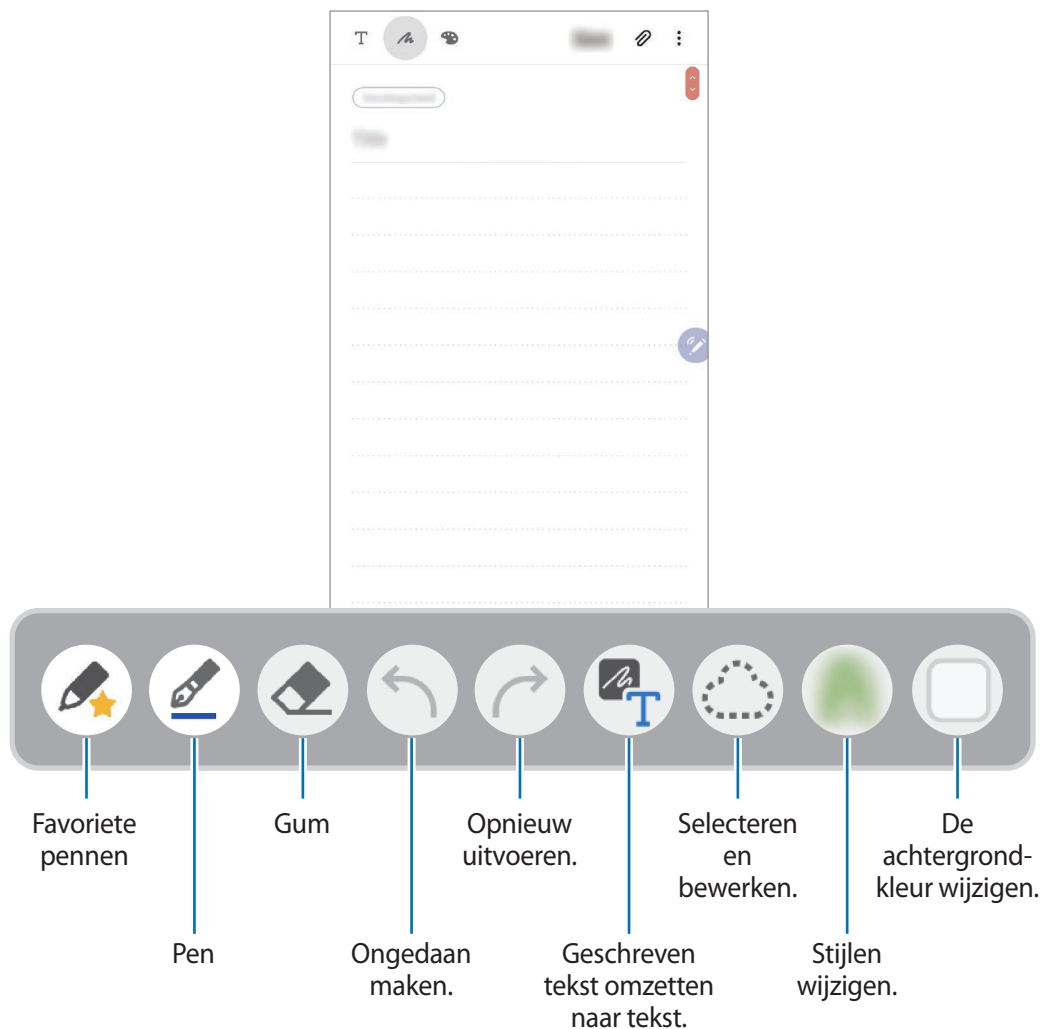 T
T
Favoriete
pennen
Gum
Opnieuw
uitvoeren.
Selecteren
en
bewerken.
De
achtergrond-
kleur wijzigen.
Pen
Ongedaan
maken.
Geschreven
tekst omzetten
naar tekst.
Stijlen
wijzigen.